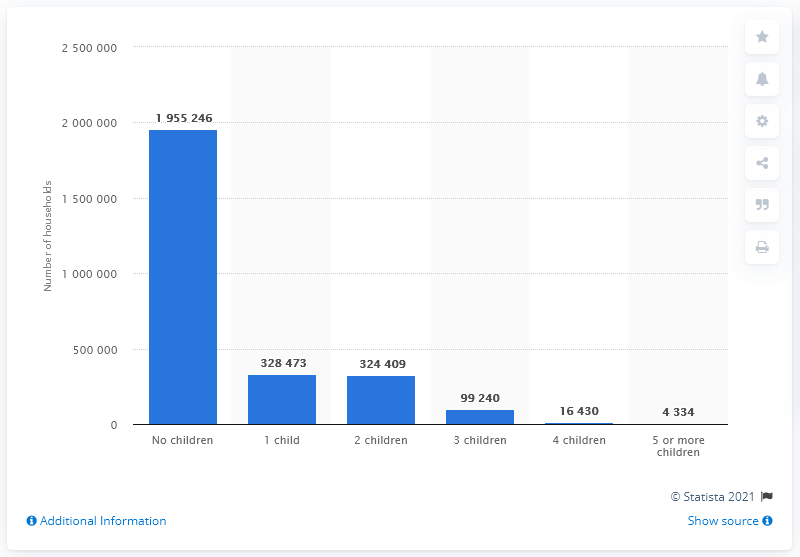 2 500 000
2 000 000
1 500 000
1 000 000
500 000
0
Number of households
1 955 246
328 473
324 409
99 240
16 430
4 334
No children
1 child
2 children
3 children
4 children
5 or more
children
© Statista 2021
Additional Information
Show source